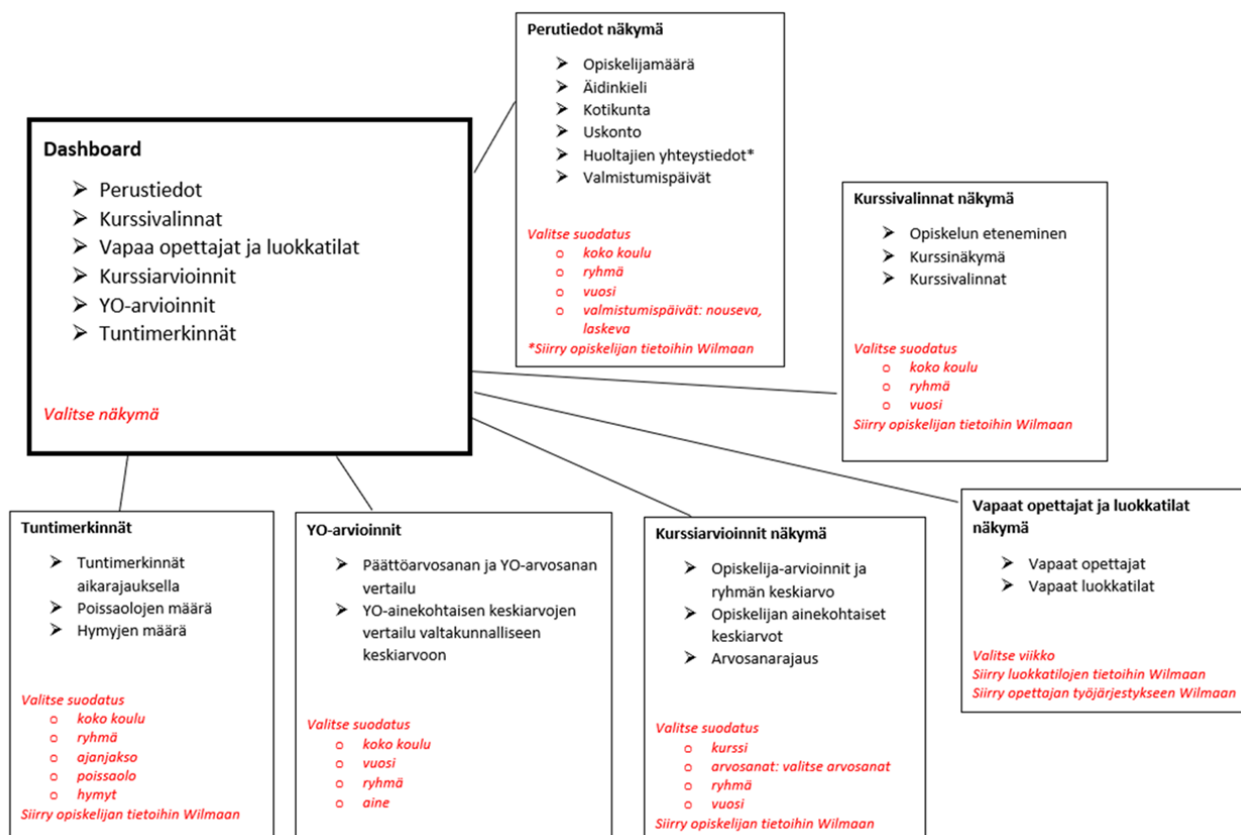 Dashboard
➤ Perustiedot
➤ Kurssivalinnat
➤ Vapaa opettajat ja luokkatilat
➤ Kurssiarvioinnit
➤ YO-arvioinnit
➤ Tuntimerkinnät
Valitse näkymä
Perutiedot näkymä
➤ Opiskelijamäärä
➤ Äidinkieli
➤ Kotikunta
➤ Uskonto
➤ Huoltajien yhteystiedot*
➤ Valmistumispäivät
Valitse suodatus
o koko koulu
o ryhmä
o vuosi
o valmistumispäivät: nouseva,
laskeva
*Siirry opiskelijan tietoihin Wilmaan
Kurssivalinnat näkymä
➤ Opiskelun eteneminen
➤ Kurssinäkymä
➤ Kurssivalinnat
Valitse suodatus
o koko koulu
o ryhmä
o vuosi
Siirry opiskelijan tietoihin Wilmaan
Tuntimerkinnät
➤ Tuntimerkinnät
aikarajauksella
➤ Poissaolojen määrä
➤ Hymyjen määrä
Valitse suodatus
o koko koulu
o ryhmä
o ajanjakso
o poissaolo
o hymyt
Siirry opiskelijan tietoihin Wilmaan
YO-arvioinnit
➤ Päättöarvosanan ja YO-arvosanan
vertailu
➤ YO-ainekohtaisen keskiarvojen
vertailu valtakunnalliseen
keskiarvoon
Valitse suodatus
o koko koulu
o vuosi
o ryhmä
o aine
Kurssiarvioinnit näkymä
➤ Opiskelija-arvioinnit ja
ryhmän keskiarvo
➤ Opiskelijan ainekohtaiset
keskiarvot
➤ Arvosanarajaus
Valitse suodatus
o kurssi
o arvosanat: valitse arvosanat
o ryhmä
o vuosi
Siirry opiskelijan tietoihin Wilmaan
Vapaat opettajat ja luokkatilat
näkymä
➤ Vapaat opettajat
➤ Vapaat luokkatilat
Valitse viikko
Siirry luokkatilojen tietoihin Wilmaan
Siirry opettajan työjärjestykseen Wilmaan